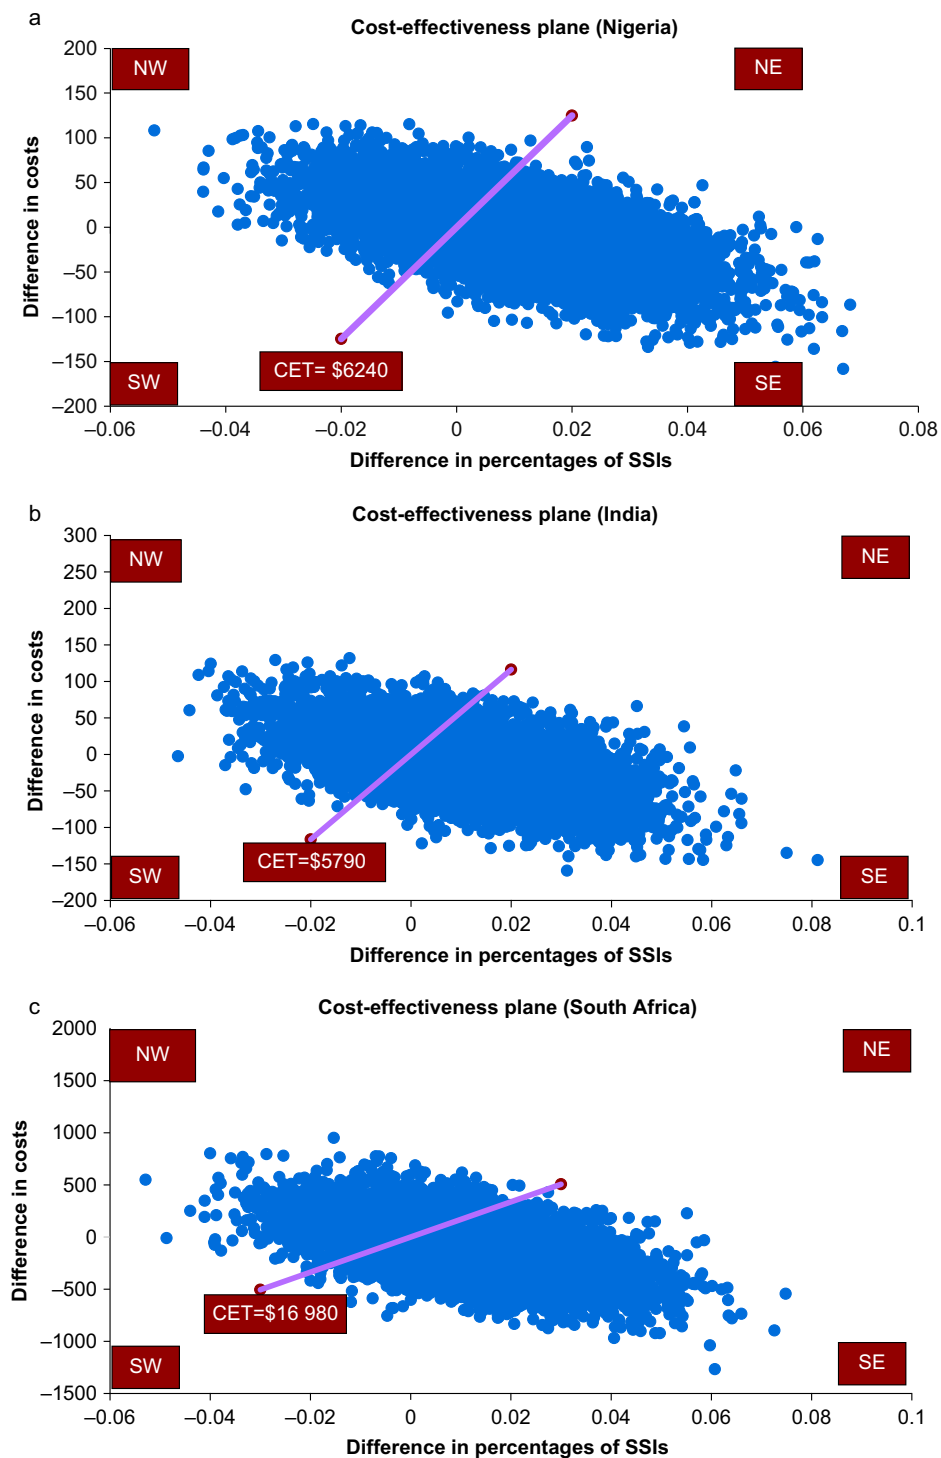 a
Cost-effectiveness plane (Nigeria)
200
150
100
50
0
–50
–100
–150
–200
Difference in costs
NW
NE
SW
SE
CET= $6240
–0.06
–0.04
–0.02
0
0.02
0.04
0.06
0.08
Difference in percentages of SSIs
b
Cost-effectiveness plane (India)
300
250
200
150
100
50
0
–50
–100
–150
–200
Difference in costs
NW
NE
SW
SE
CET=$5790
–0.06
–0.04
–0.02
0
0.02
0.04
0.06
0.08
0.1
Difference in percentages of SSIs
c
Cost-effectiveness plane (South Africa)
2000
1500
1000
500
0
–500
–1000
–1500
Difference in costs
NW
NE
SW
SE
CET=$16 980
–0.06
–0.04
–0.02
0
0.02
0.04
0.06
0.08
0.1
Difference in percentages of SSIs